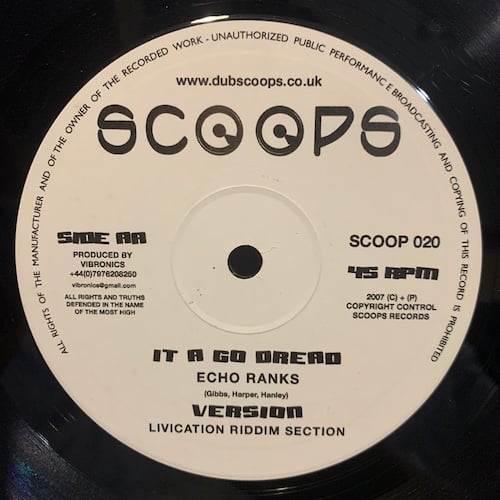 ALL RIGHTS OF THE MANUFACTURER AND OF THE OWNER OF THE RECORDED WORK - UNAUTHORIZED PUBLIC PERFORMANCE BROADCASTING AND COPYING OF THIS RECORD IS PROHIBITED
www.dubscoops.co.uk
SCOOPS
SIDE AA
PRODUCED BY
VIBRONICS
+44(0)7976208250
vibronics@gmail.com
ALL RIGHTS AND TRUTHS
DEFENDED IN THE NAME
OF THE MOST HIGH
SCOOP 020
45 RPM
2007 (C) + (P)
COPYRIGHT CONTROL
SCOOPS RECORDS
IT A GO DREAD
ECHO RANKS
(Gibbs, Harper, Hanley)
VERSION
LIVICATION RIDDIM SECTION